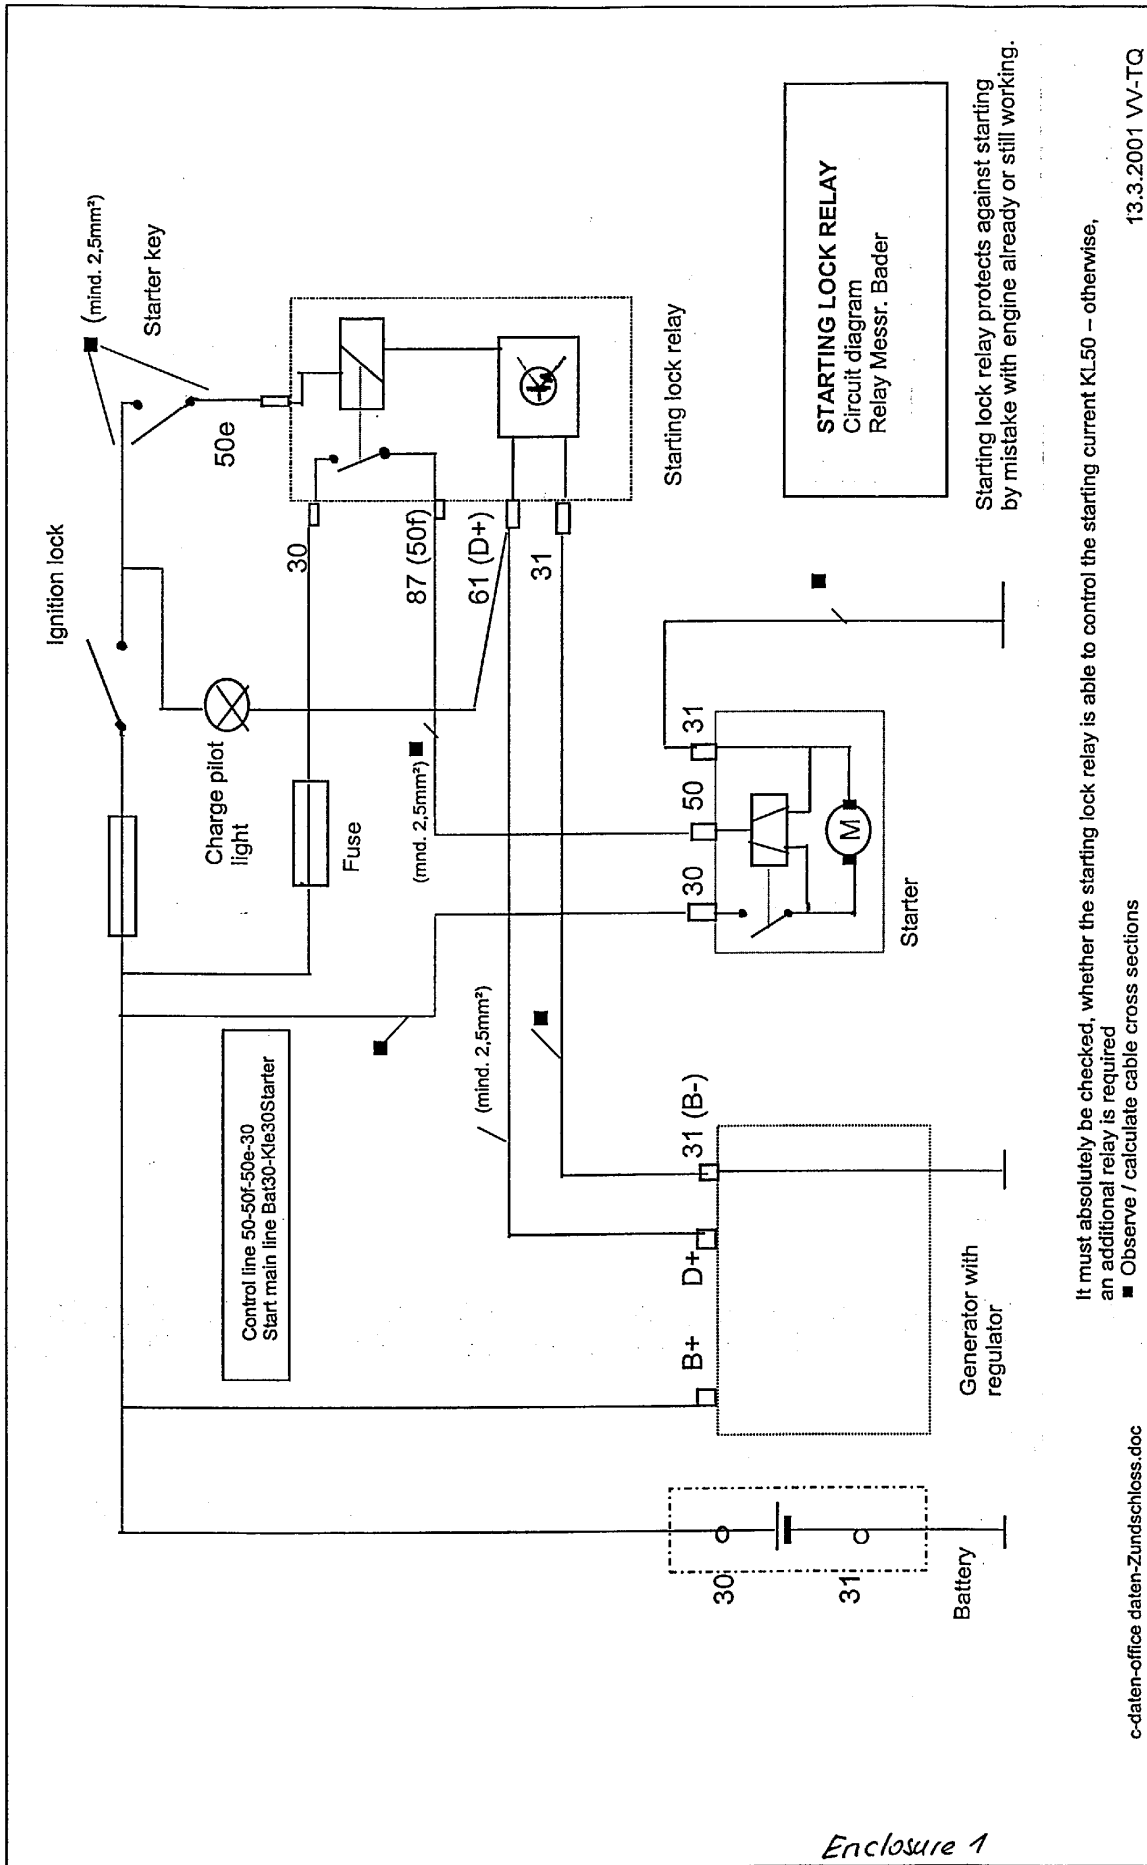 Ignition lock
(mind. 2,5mm²)
Starter key
50e
Charge pilot
light
Fuse
30
87 (50f)
61 (D+)
31
Starting lock relay
(mnd. 2,5mm²)
(mind. 2,5mm²)
Control line 50-50f-50e-30
Start main line Bat30-Kle30Starter
30
31
Battery
B+
D+
31 (B-)
Generator with
regulator
30
50
31
M
Starter
STARTING LOCK RELAY
Circuit diagram
Relay Messr. Bader
Starting lock relay protects against starting
by mistake with engine already or still working.
It must absolutely be checked, whether the starting lock relay is able to control the starting current KL50 – otherwise,
an additional relay is required
■ Observe / calculate cable cross sections
c-daten-office daten-Zundschloss.doc
13.3.2001 VV-TQ
Enclosure 1